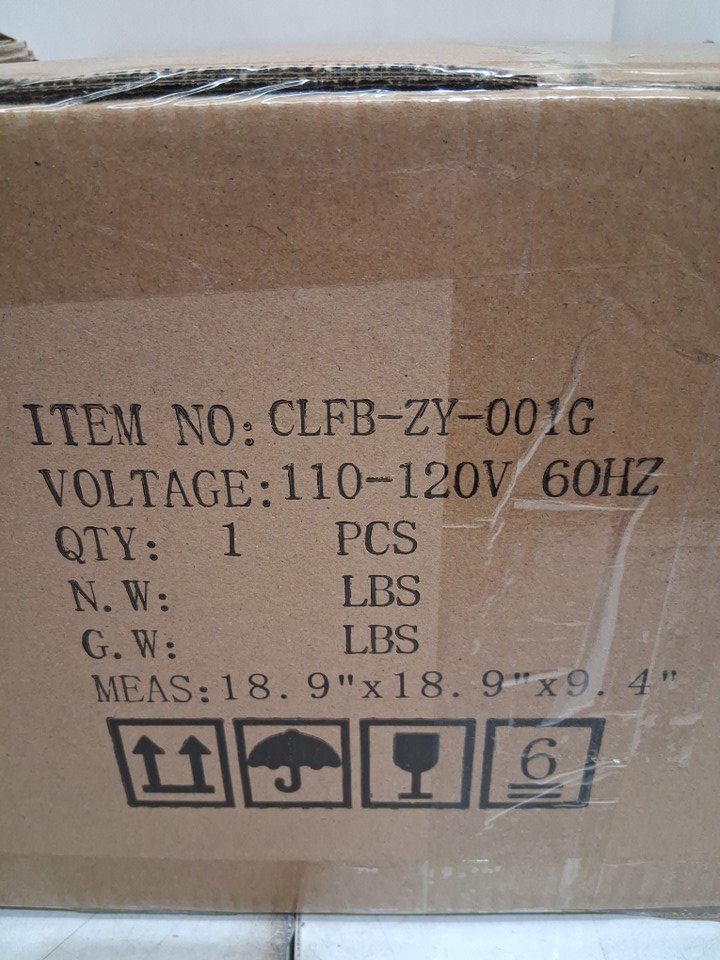 ITEM NO: CLFB-ZY-001G
VOLTAGE: 110-120V 60HZ
QTY: 1 PCS
N.W: LBS
G.W: LBS
MEAS: 18.9"x18.9"x9.4"
6